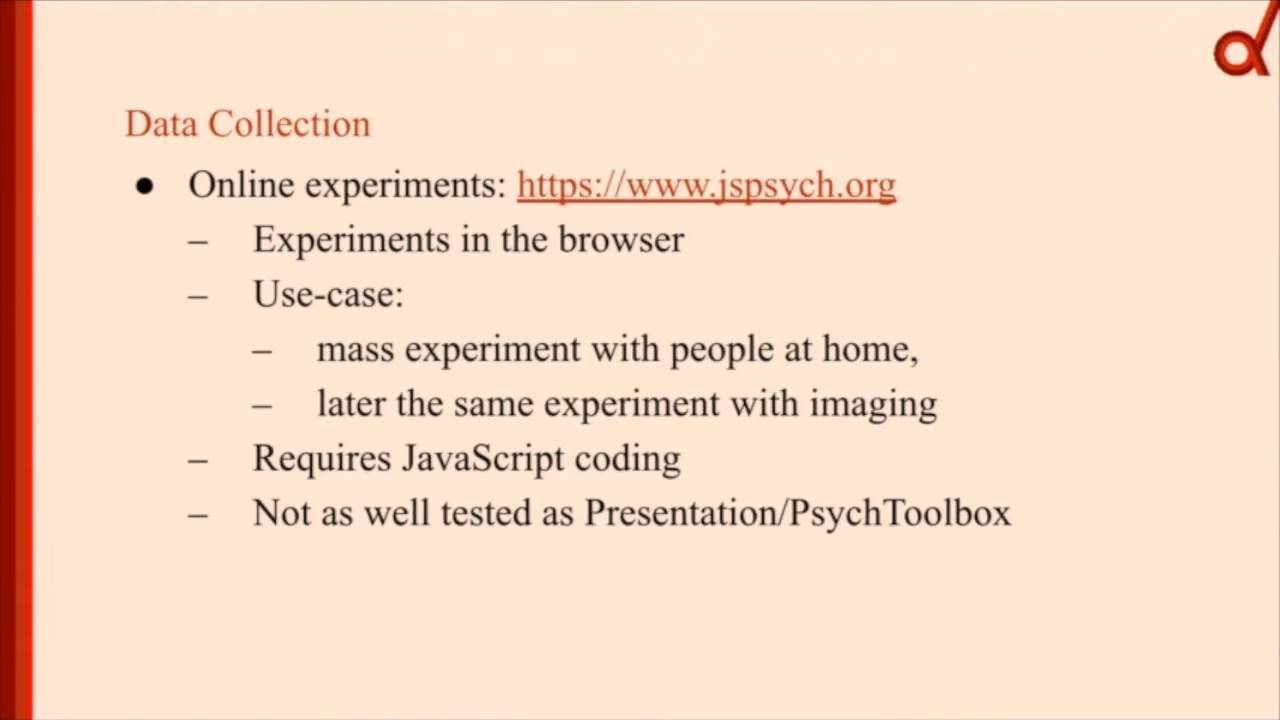 Data Collection
● Online experiments: https://www.jspsych.org
– Experiments in the browser
– Use-case:
– mass experiment with people at home,
– later the same experiment with imaging
– Requires JavaScript coding
– Not as well tested as Presentation/PsychToolbox